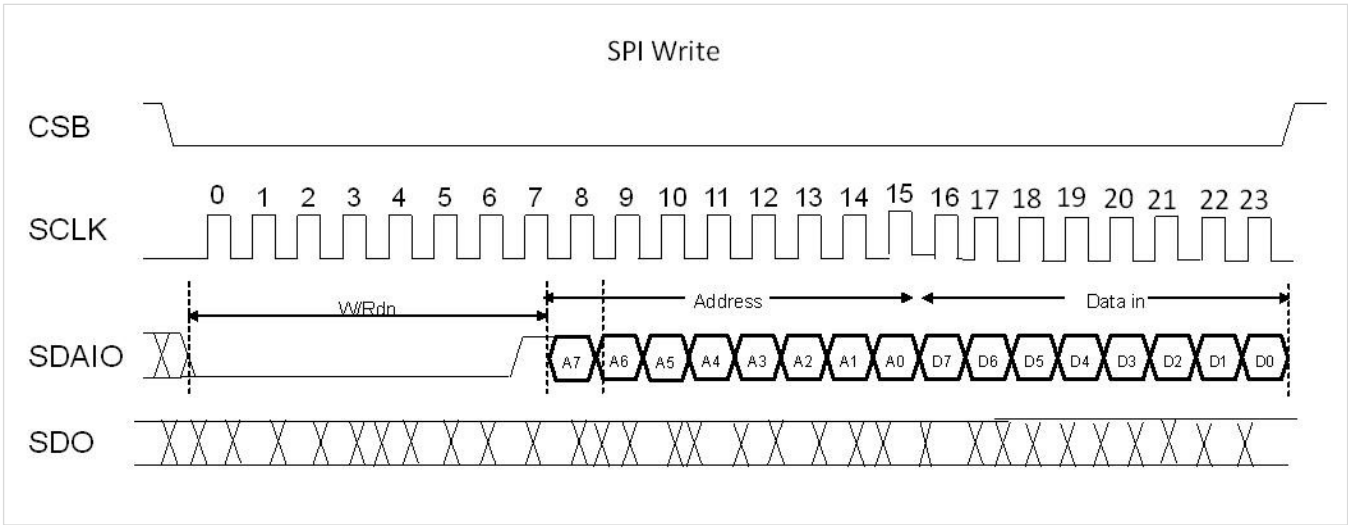 SPI Write
CSB
0 1 2 3 4 5 6 7 8 9 10 11 12 13 14 15 16 17 18 19 20 21 22 23
SCLK
W/Rdn Address Data in
SDAIO A7 A6 A5 A4 A3 A2 A1 A0 D7 D6 D5 D4 D3 D2 D1 D0
SDO